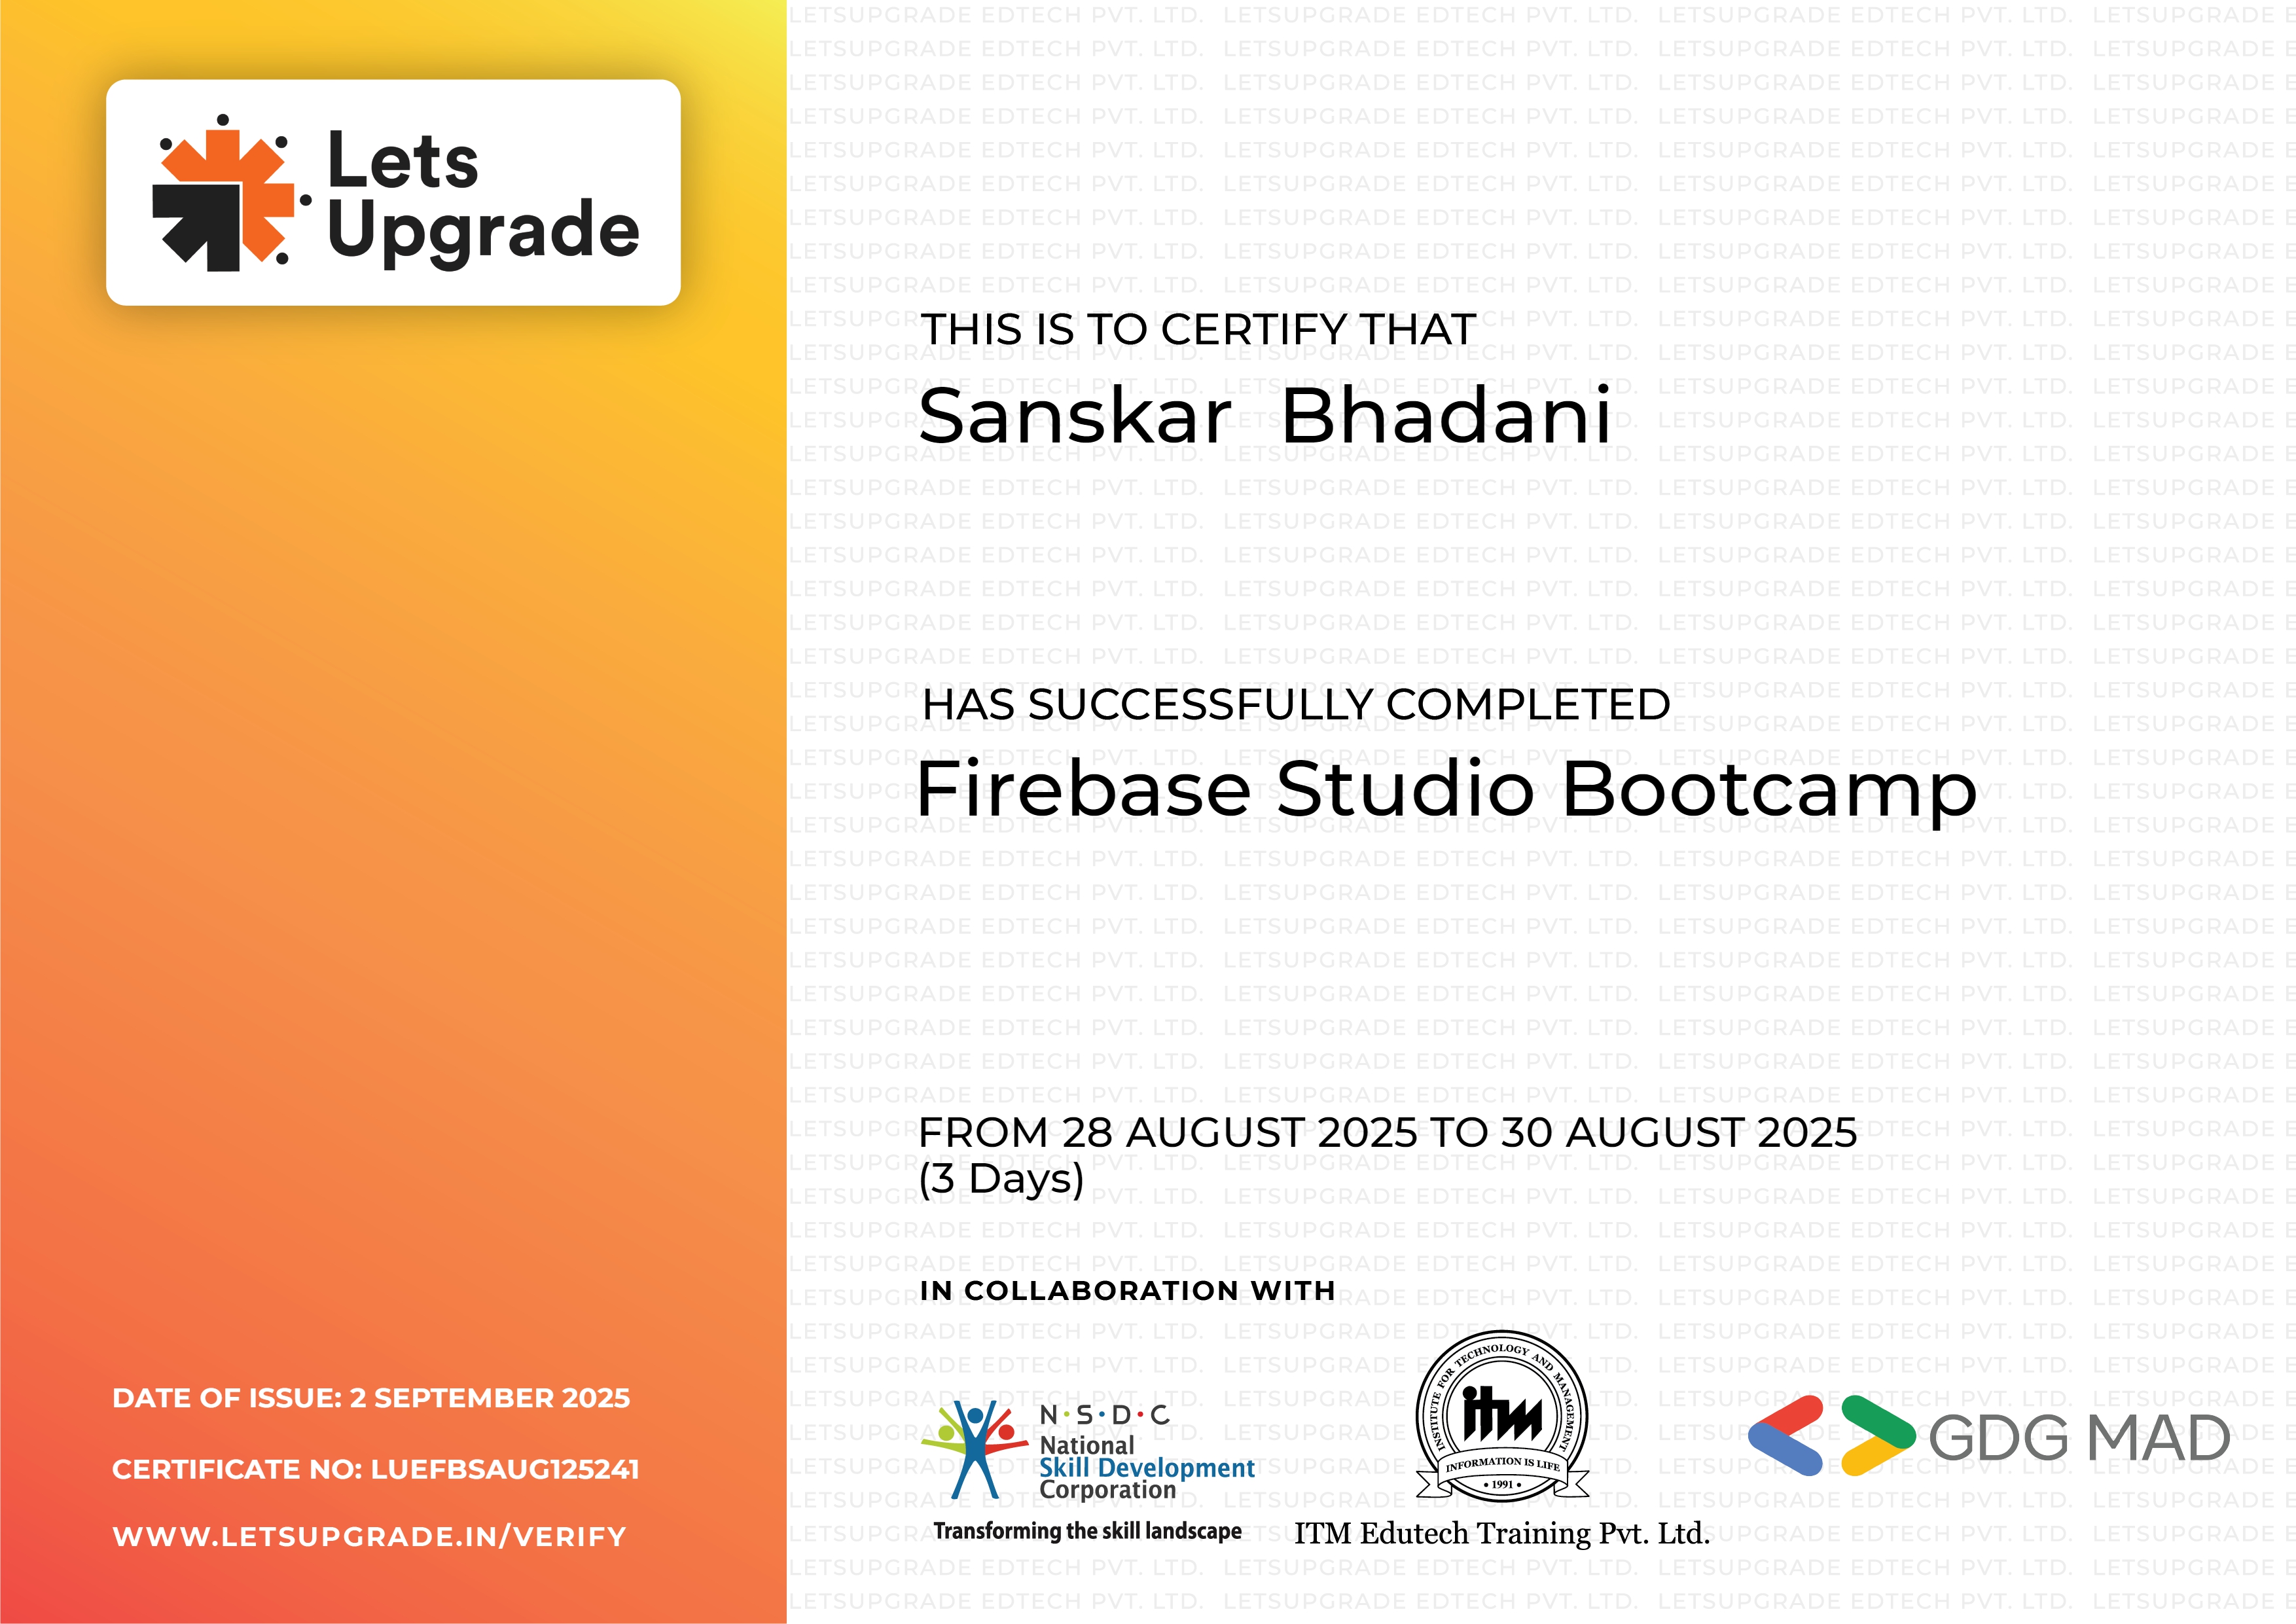 Lets
Upgrade
THIS IS TO CERTIFY THAT
Sanskar Bhadani
HAS SUCCESSFULLY COMPLETED
Firebase Studio Bootcamp
FROM 28 AUGUST 2025 TO 30 AUGUST 2025
(3 Days)
IN COLLABORATION WITH
N·S·D·C
National
Skill Development
Corporation
Transforming the skill landscape
INSTITUTE FOR TECHNOLOGY AND MANAGEMENT
itm
INFORMATION IS LIFE
• 1991 •
ITM Edutech Training Pvt. Ltd.
GDG MAD
DATE OF ISSUE: 2 SEPTEMBER 2025
CERTIFICATE NO: LUEFBSAUG125241
WWW.LETSUPGRADE.IN/VERIFY
LETSUPGRADE EDTECH PVT. LTD.